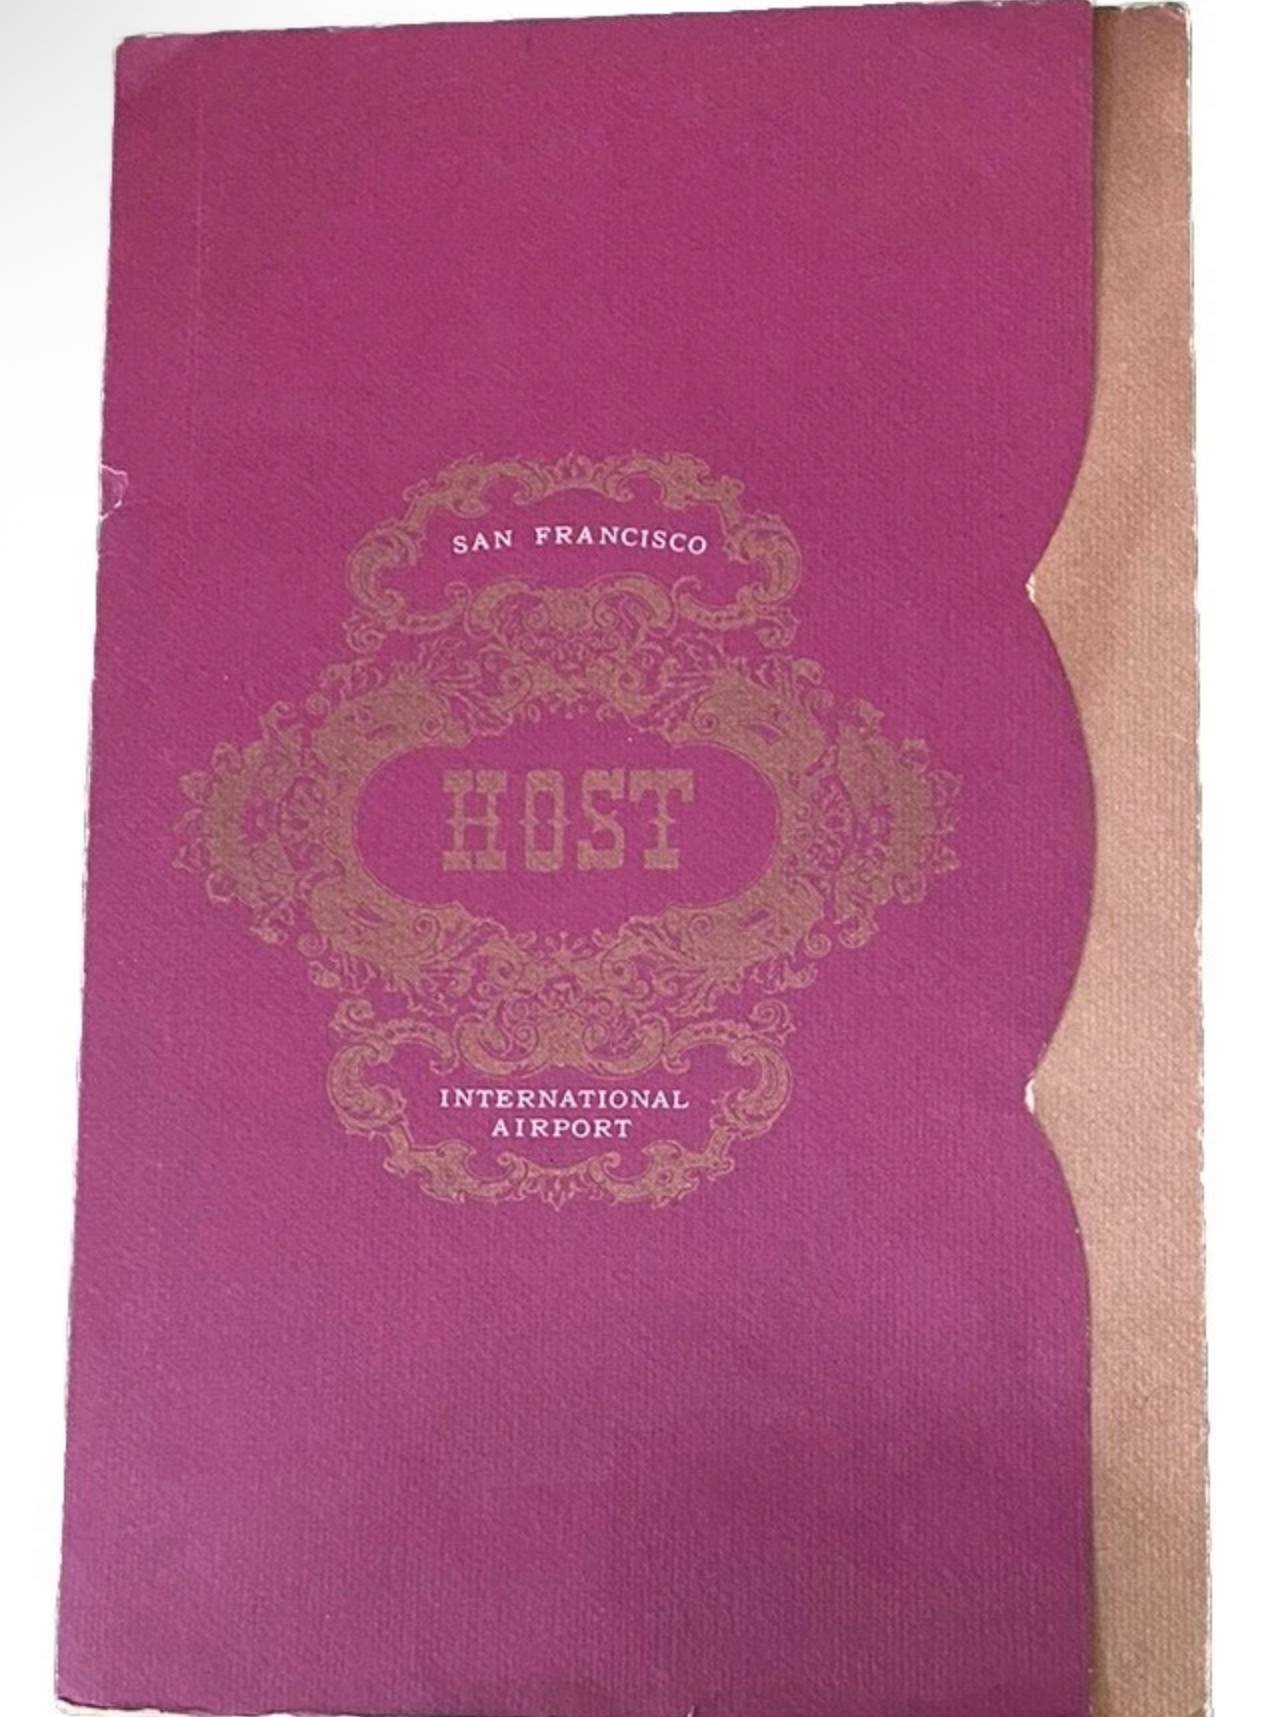 SAN FRANCISCO
HOST
INTERNATIONAL
AIRPORT